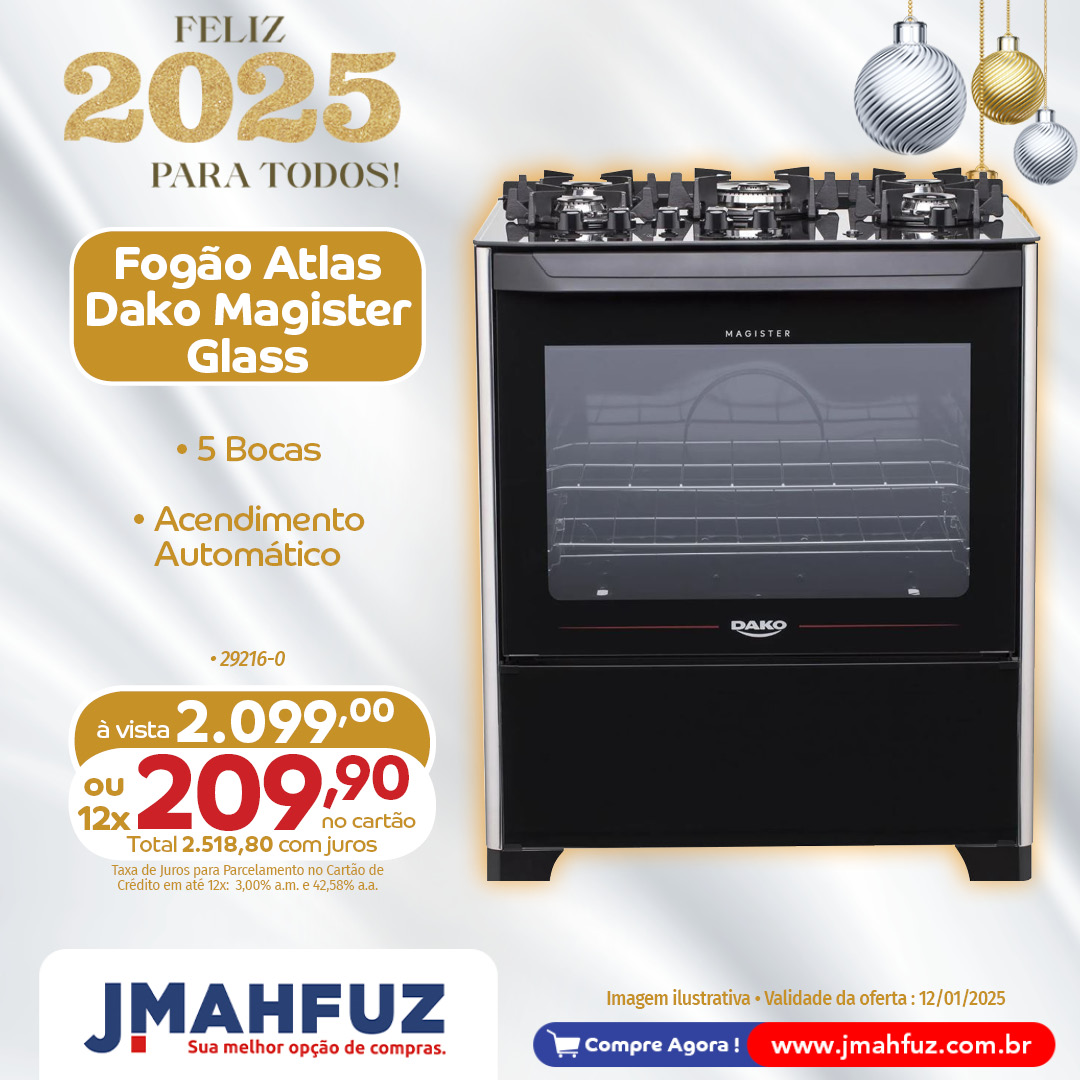 FELIZ
2025
PARA TODOS!
Fogão Atlas
Dako Magister
Glass
• 5 Bocas
• Acendimento
Automático
• 29216-0
à vista 2.099,00
ou
12x 209,90
no cartão
Total 2.518,80 com juros
Taxa de Juros para Parcelamento no Cartão de
Crédito em até 12x: 3,00% a.m. e 42,58% a.a.
MAGISTER
DAKO
JMAHFUZ
Sua melhor opção de compras.
Imagem ilustrativa • Validade da oferta : 12/01/2025
Compre Agora !
www.jmahfuz.com.br